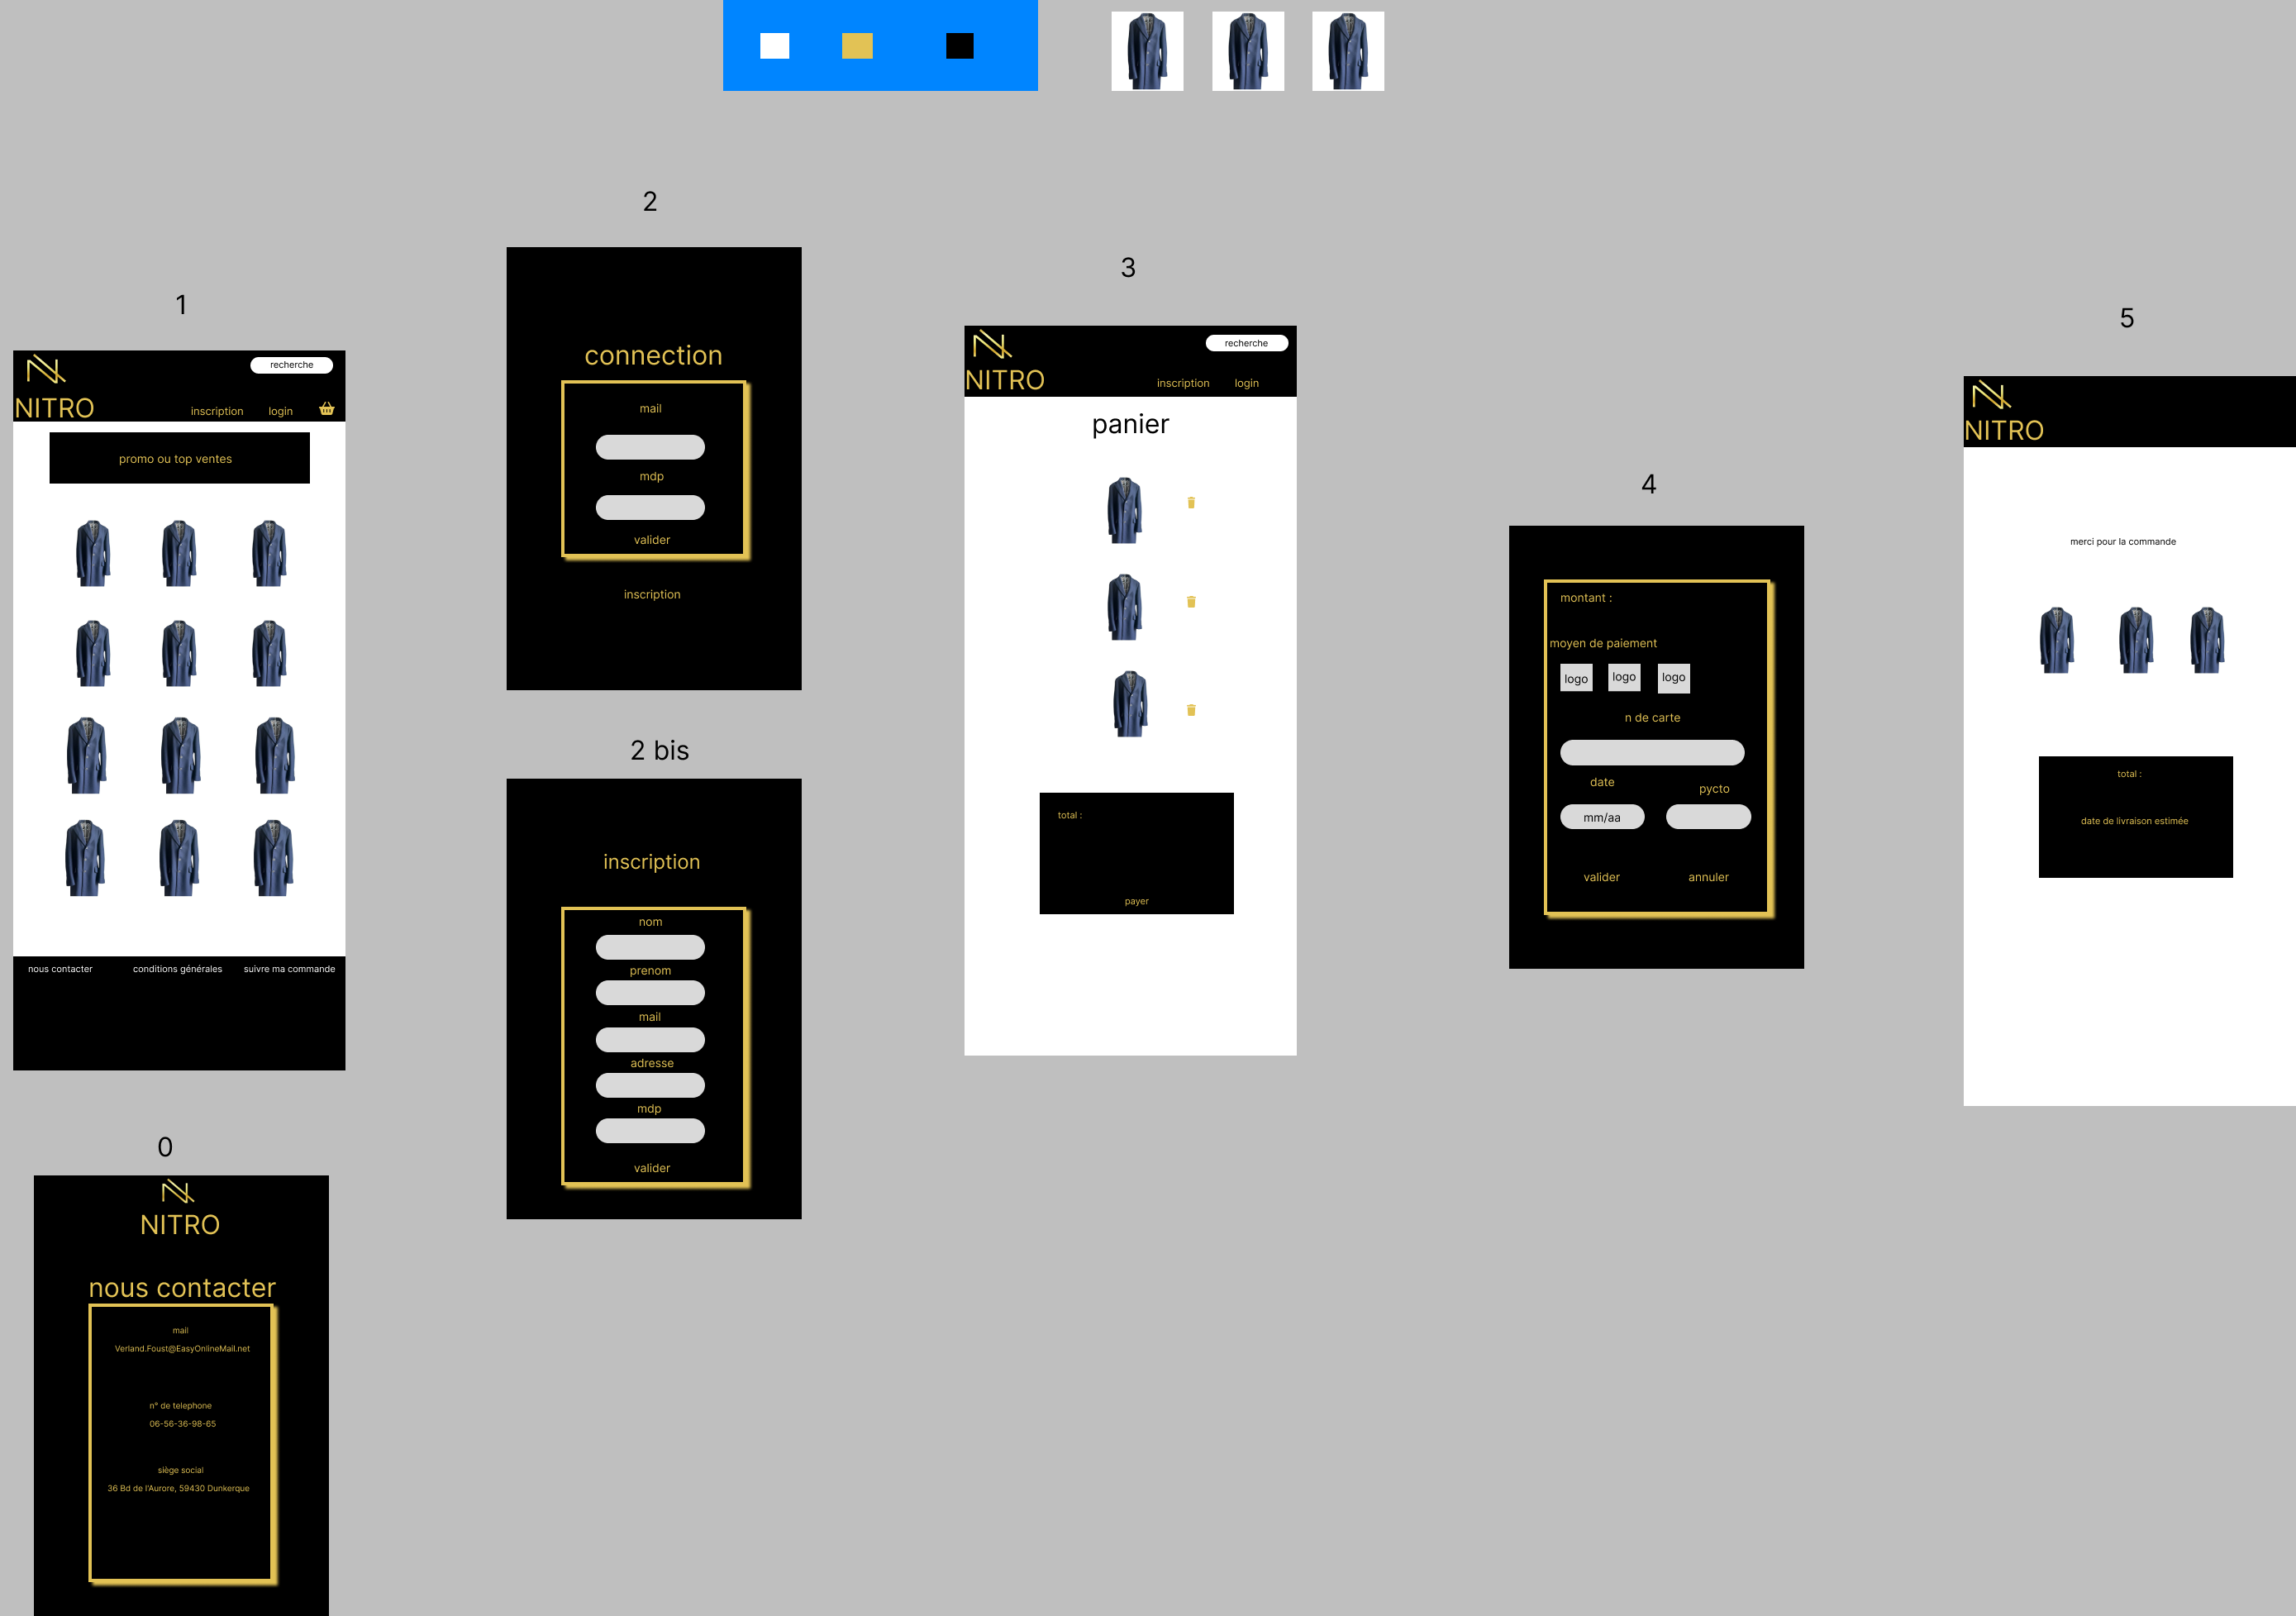 1
NITRO
recherche
inscription
login
promo ou top ventes
nous contacter
conditions générales
suivre ma commande
0
NITRO
nous contacter
mail
Verland.Foust@EasyOnlineMail.net
n° de telephone
06-56-36-98-65
siège social
36 Bd de l'Aurore, 59430 Dunkerque
2
connection
mail
mdp
valider
inscription
2 bis
inscription
nom
prenom
mail
adresse
mdp
valider
3
NITRO
recherche
inscription
login
panier
total :
payer
4
montant :
moyen de paiement
logo
logo
logo
n de carte
date
pycto
mm/aa
valider
annuler
5
NITRO
merci pour la commande
total :
date de livraison estimée